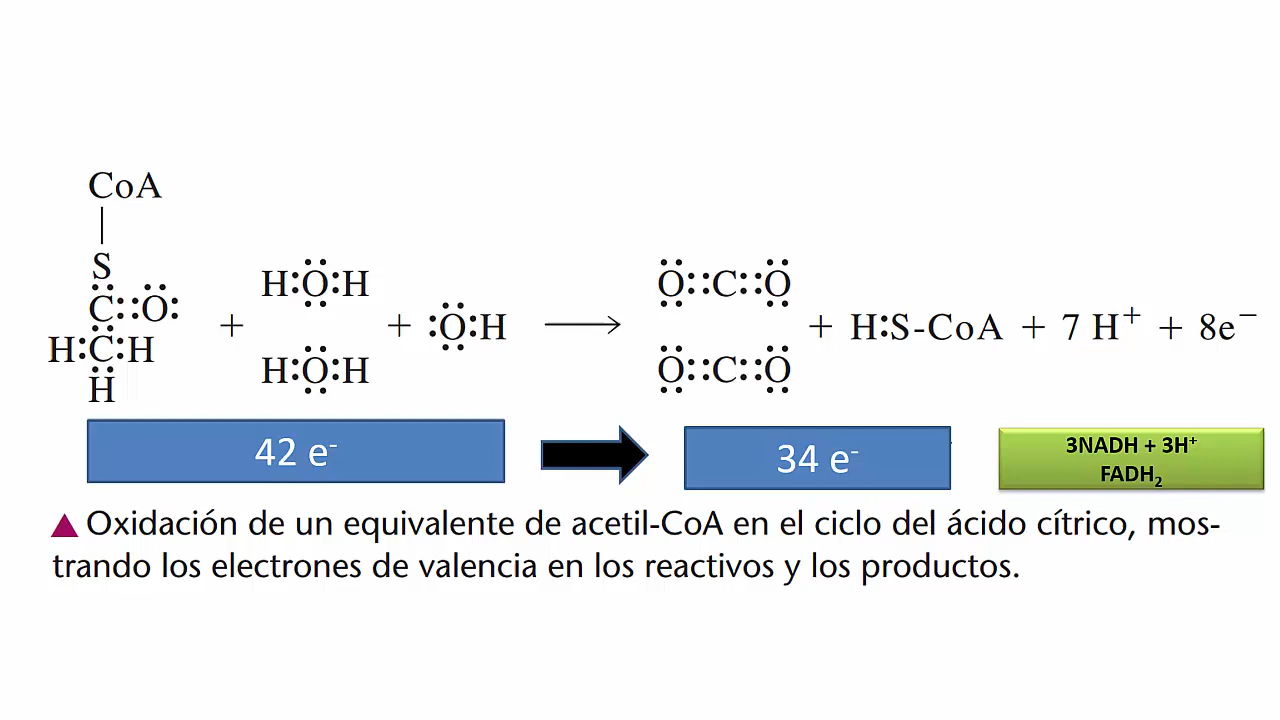 CoA
S
C::O:
H:C:H
H
+
H:O:H
H:O:H
+ :O:H
⟶
O::C::O
O::C::O
+ H:S-CoA + 7 H⁺ + 8e⁻
42 e⁻
34 e⁻
3NADH + 3H⁺
FADH₂
▲ Oxidación de un equivalente de acetil-CoA en el ciclo del ácido cítrico, mos-
trando los electrones de valencia en los reactivos y los productos.